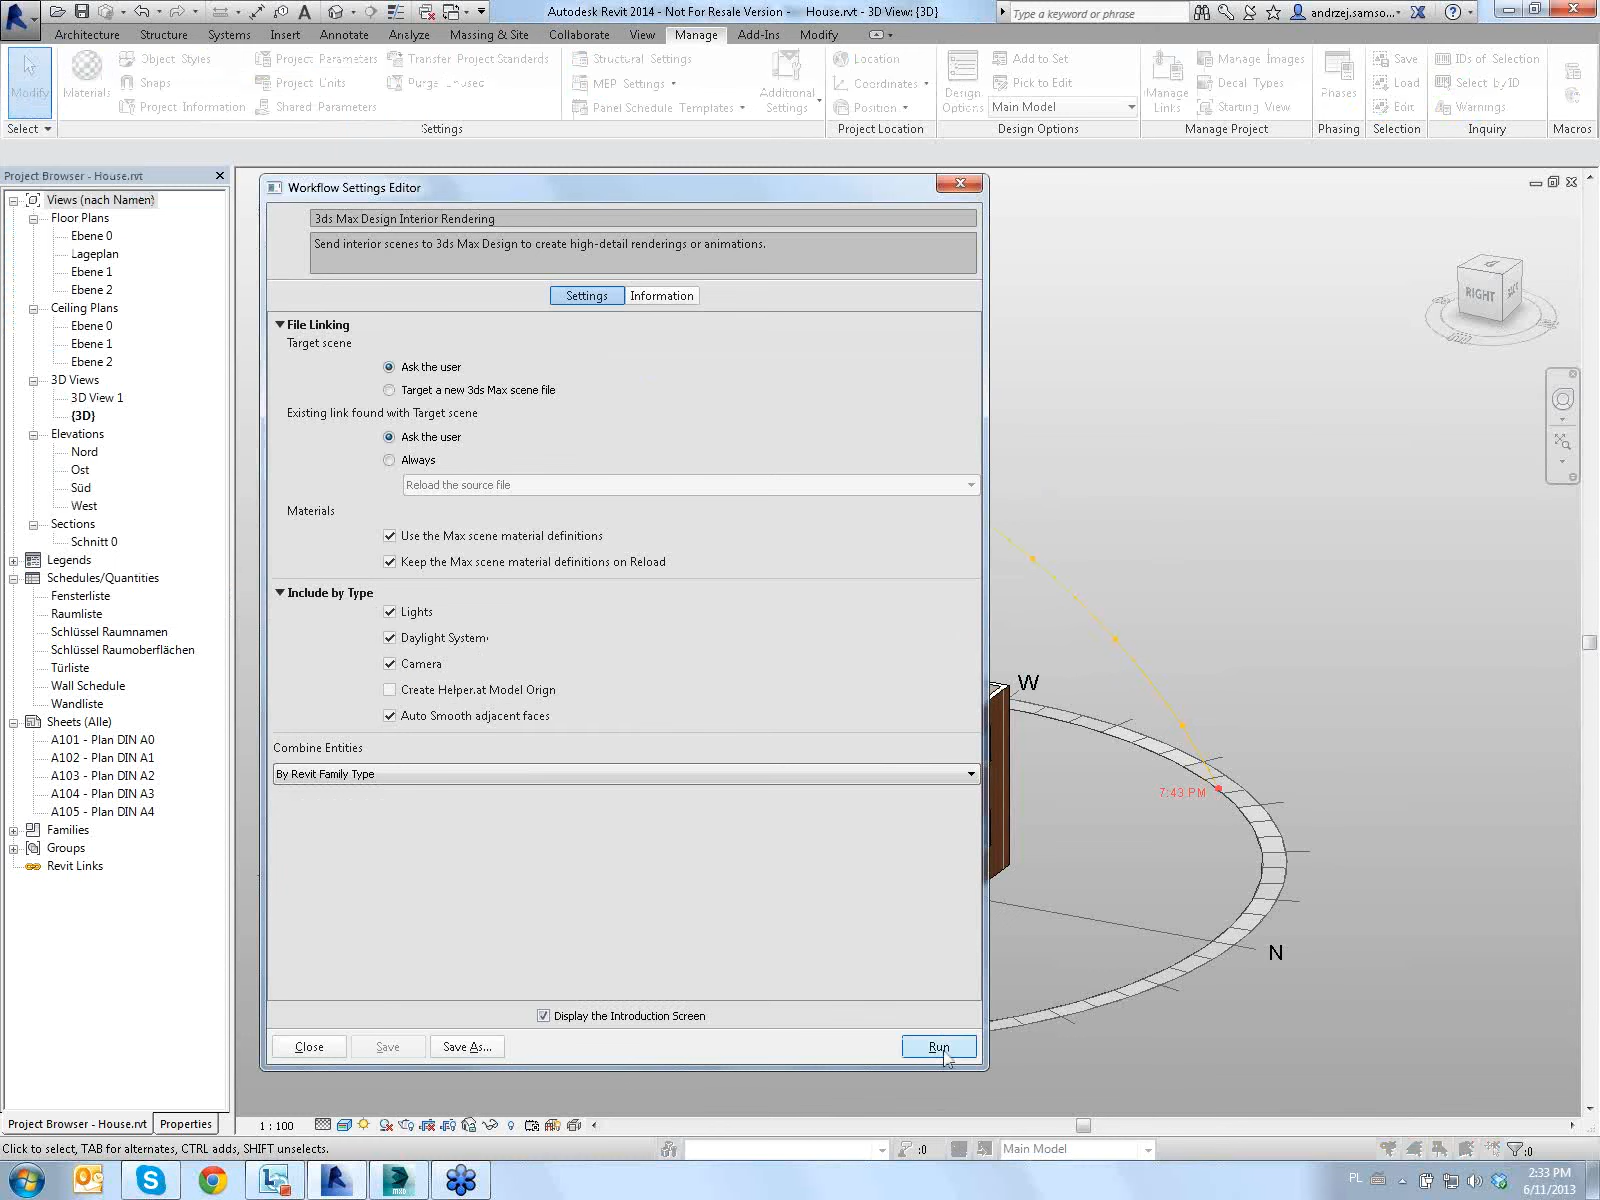 Autodesk Revit 2014 - Not For Resale Version - House.rvt - 3D View: {3D}
Type a keyword or phrase
andrzej.samso...
Architecture Structure Systems Insert Annotate Analyze Massing & Site Collaborate View Manage Add-Ins Modify
Modify
Materials
Object Styles
Snaps
Project Information
Project Parameters
Project Units
Shared Parameters
Transfer Project Standards
Purge Unused
Structural Settings
MEP Settings
Panel Schedule Templates
Additional
Settings
Location
Coordinates
Position
Design
Options
Add to Set
Pick to Edit
Main Model
Manage
Links
Manage Images
Decal Types
Starting View
Phases
Save
Load
Edit
IDs of Selection
Select by ID
Warnings
Select
Settings
Project Location
Design Options
Manage Project
Phasing
Selection
Inquiry
Macros
Project Browser - House.rvt
Views (nach Namen)
Floor Plans
Ebene 0
Lageplan
Ebene 1
Ebene 2
Ceiling Plans
Ebene 0
Ebene 1
Ebene 2
3D Views
3D View 1
{3D}
Elevations
Nord
Ost
Süd
West
Sections
Schnitt 0
Legends
Schedules/Quantities
Fensterliste
Raumliste
Schlüssel Raumnamen
Schlüssel Raumoberflächen
Türliste
Wall Schedule
Wandliste
Sheets (Alle)
A101 - Plan DIN A0
A102 - Plan DIN A1
A103 - Plan DIN A2
A104 - Plan DIN A3
A105 - Plan DIN A4
Families
Groups
Revit Links
Project Browser - House.rvt
Properties
Workflow Settings Editor
3ds Max Design Interior Rendering
Send interior scenes to 3ds Max Design to create high-detail renderings or animations.
Settings
Information
File Linking
Target scene
Ask the user
Target a new 3ds Max scene file
Existing link found with Target scene
Ask the user
Always
Reload the source file
Materials
Use the Max scene material definitions
Keep the Max scene material definitions on Reload
Include by Type
Lights
Daylight System
Camera
Create Helper.at Model Orign
Auto Smooth adjacent faces
Combine Entities
By Revit Family Type
Display the Introduction Screen
Close
Save
Save As...
Run
RIGHT
W
7:43 PM
N
1 : 100
Click to select, TAB for alternates, CTRL adds, SHIFT unselects.
:0
Main Model
:0
PL
2:33 PM
6/11/2013